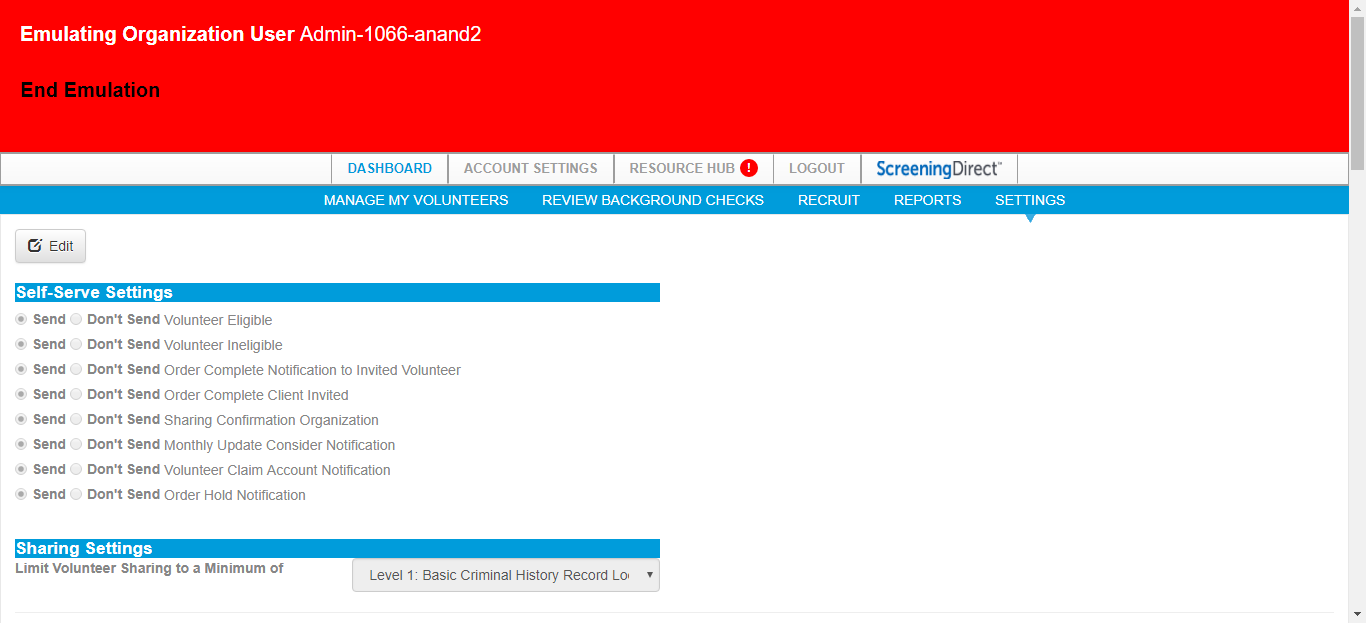 Emulating Organization User Admin-1066-anand2
End Emulation
DASHBOARD ACCOUNT SETTINGS RESOURCE HUB ! LOGOUT ScreeningDirect™
MANAGE MY VOLUNTEERS REVIEW BACKGROUND CHECKS RECRUIT REPORTS SETTINGS
Edit
Self-Serve Settings
Send Don't Send Volunteer Eligible
Send Don't Send Volunteer Ineligible
Send Don't Send Order Complete Notification to Invited Volunteer
Send Don't Send Order Complete Client Invited
Send Don't Send Sharing Confirmation Organization
Send Don't Send Monthly Update Consider Notification
Send Don't Send Volunteer Claim Account Notification
Send Don't Send Order Hold Notification
Sharing Settings
Limit Volunteer Sharing to a Minimum of
Level 1: Basic Criminal History Record Lo